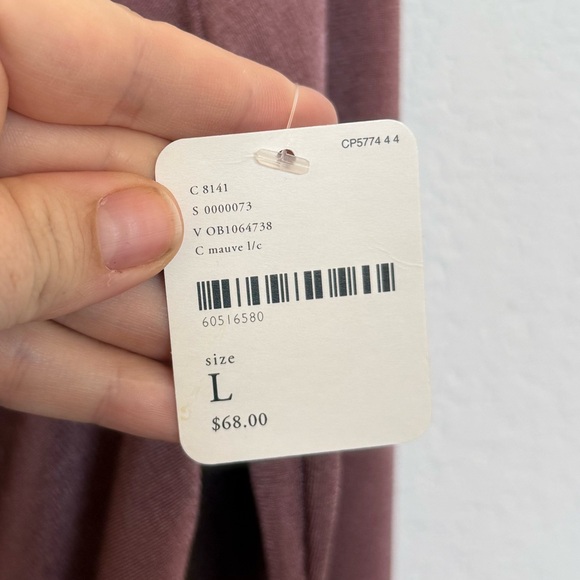 CP5774 4 4
C 8141
S 0000073
V OB1064738
C mauve l/c
60516580
size
L
$68.00